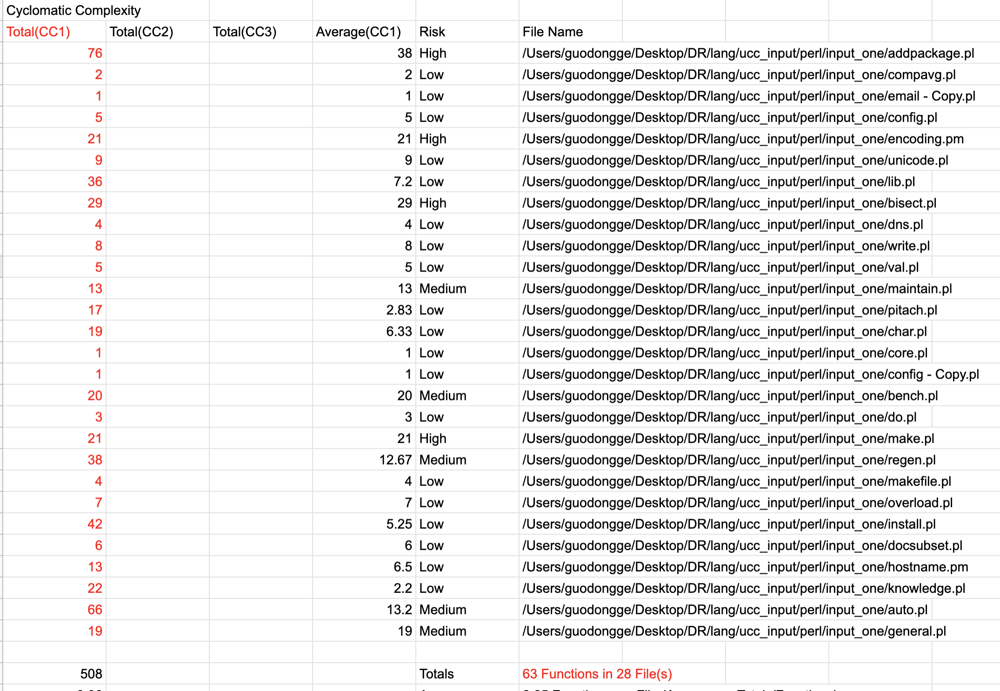 Cyclomatic Complexity
Total(CC1) Total(CC2) Total(CC3) Average(CC1) Risk File Name
76 38 High /Users/guodongge/Desktop/DR/lang/ucc_input/perl/input_one/addpackage.pl
2 2 Low /Users/guodongge/Desktop/DR/lang/ucc_input/perl/input_one/compavg.pl
1 1 Low /Users/guodongge/Desktop/DR/lang/ucc_input/perl/input_one/email - Copy.pl
5 5 Low /Users/guodongge/Desktop/DR/lang/ucc_input/perl/input_one/config.pl
21 21 High /Users/guodongge/Desktop/DR/lang/ucc_input/perl/input_one/encoding.pm
9 9 Low /Users/guodongge/Desktop/DR/lang/ucc_input/perl/input_one/unicode.pl
36 7.2 Low /Users/guodongge/Desktop/DR/lang/ucc_input/perl/input_one/lib.pl
29 29 High /Users/guodongge/Desktop/DR/lang/ucc_input/perl/input_one/bisect.pl
4 4 Low /Users/guodongge/Desktop/DR/lang/ucc_input/perl/input_one/dns.pl
8 8 Low /Users/guodongge/Desktop/DR/lang/ucc_input/perl/input_one/write.pl
5 5 Low /Users/guodongge/Desktop/DR/lang/ucc_input/perl/input_one/val.pl
13 13 Medium /Users/guodongge/Desktop/DR/lang/ucc_input/perl/input_one/maintain.pl
17 2.83 Low /Users/guodongge/Desktop/DR/lang/ucc_input/perl/input_one/pitach.pl
19 6.33 Low /Users/guodongge/Desktop/DR/lang/ucc_input/perl/input_one/char.pl
1 1 Low /Users/guodongge/Desktop/DR/lang/ucc_input/perl/input_one/core.pl
1 1 Low /Users/guodongge/Desktop/DR/lang/ucc_input/perl/input_one/config - Copy.pl
20 20 Medium /Users/guodongge/Desktop/DR/lang/ucc_input/perl/input_one/bench.pl
3 3 Low /Users/guodongge/Desktop/DR/lang/ucc_input/perl/input_one/do.pl
21 21 High /Users/guodongge/Desktop/DR/lang/ucc_input/perl/input_one/make.pl
38 12.67 Medium /Users/guodongge/Desktop/DR/lang/ucc_input/perl/input_one/regen.pl
4 4 Low /Users/guodongge/Desktop/DR/lang/ucc_input/perl/input_one/makefile.pl
7 7 Low /Users/guodongge/Desktop/DR/lang/ucc_input/perl/input_one/overload.pl
42 5.25 Low /Users/guodongge/Desktop/DR/lang/ucc_input/perl/input_one/install.pl
6 6 Low /Users/guodongge/Desktop/DR/lang/ucc_input/perl/input_one/docsubset.pl
13 6.5 Low /Users/guodongge/Desktop/DR/lang/ucc_input/perl/input_one/hostname.pm
22 2.2 Low /Users/guodongge/Desktop/DR/lang/ucc_input/perl/input_one/knowledge.pl
66 13.2 Medium /Users/guodongge/Desktop/DR/lang/ucc_input/perl/input_one/auto.pl
19 19 Medium /Users/guodongge/Desktop/DR/lang/ucc_input/perl/input_one/general.pl
508 Totals 63 Functions in 28 File(s)